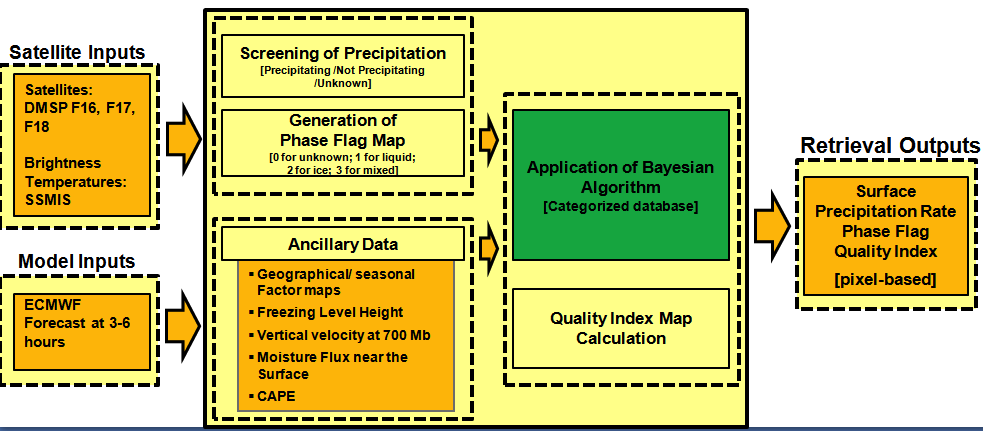 Satellite Inputs
Satellites:
DMSP F16, F17,
F18
Brightness
Temperatures:
SSMIS
Model Inputs
ECMWF
Forecast at 3-6
hours
Screening of Precipitation
[Precipitating /Not Precipitating
/Unknown]
Generation of
Phase Flag Map
[0 for unknown; 1 for liquid;
2 for ice; 3 for mixed]
Ancillary Data
▪ Geographical/ seasonal
Factor maps
▪ Freezing Level Height
▪ Vertical velocity at 700 Mb
▪ Moisture Flux near the
Surface
▪ CAPE
Application of Bayesian
Algorithm
[Categorized database]
Quality Index Map
Calculation
Retrieval Outputs
Surface
Precipitation Rate
Phase Flag
Quality Index
[pixel-based]